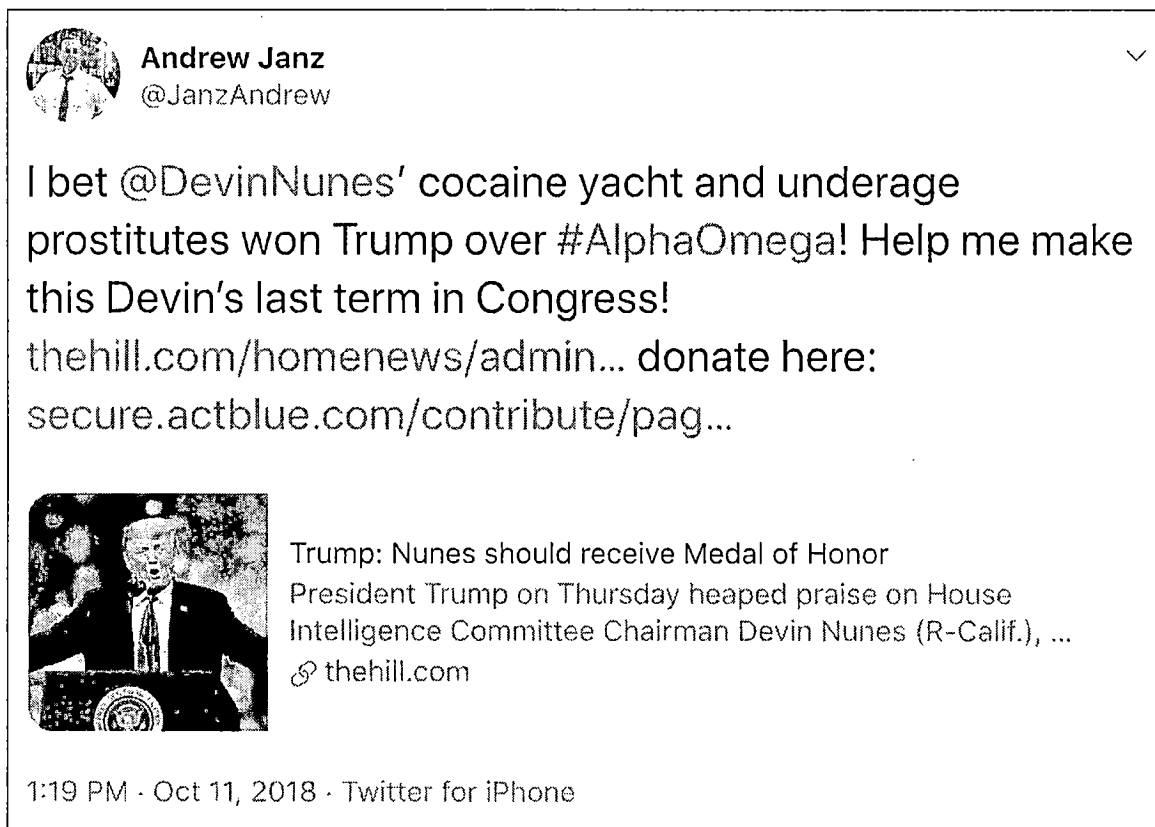 Andrew Janz
@JanzAndrew
I bet @DevinNunes' cocaine yacht and underage
prostitutes won Trump over #AlphaOmega! Help me make
this Devin's last term in Congress!
thehill.com/homenews/admin... donate here:
secure.actblue.com/contribute/pag...
Trump: Nunes should receive Medal of Honor
President Trump on Thursday heaped praise on House
Intelligence Committee Chairman Devin Nunes (R-Calif.), ...
thehill.com
1:19 PM · Oct 11, 2018 · Twitter for iPhone